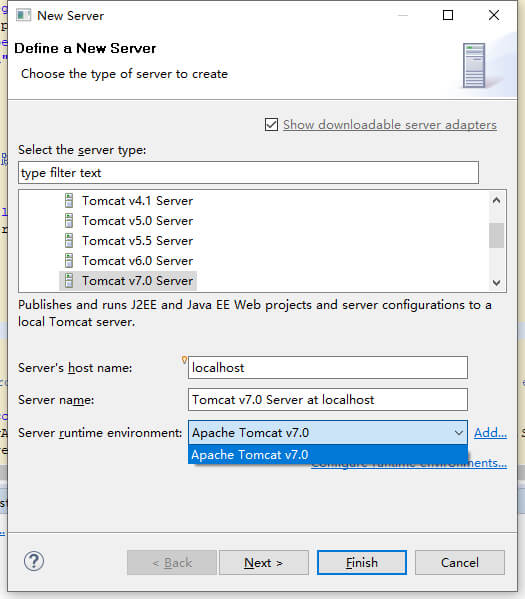 New Server
Define a New Server
Choose the type of server to create
Show downloadable server adapters
Select the server type:
type filter text
Tomcat v4.1 Server
Tomcat v5.0 Server
Tomcat v5.5 Server
Tomcat v6.0 Server
Tomcat v7.0 Server
Publishes and runs J2EE and Java EE Web projects and server configurations to a
local Tomcat server.
Server's host name: localhost
Server name: Tomcat v7.0 Server at localhost
Server runtime environment: Apache Tomcat v7.0 Add...
Apache Tomcat v7.0
Configure runtime environments...
? < Back Next > Finish Cancel